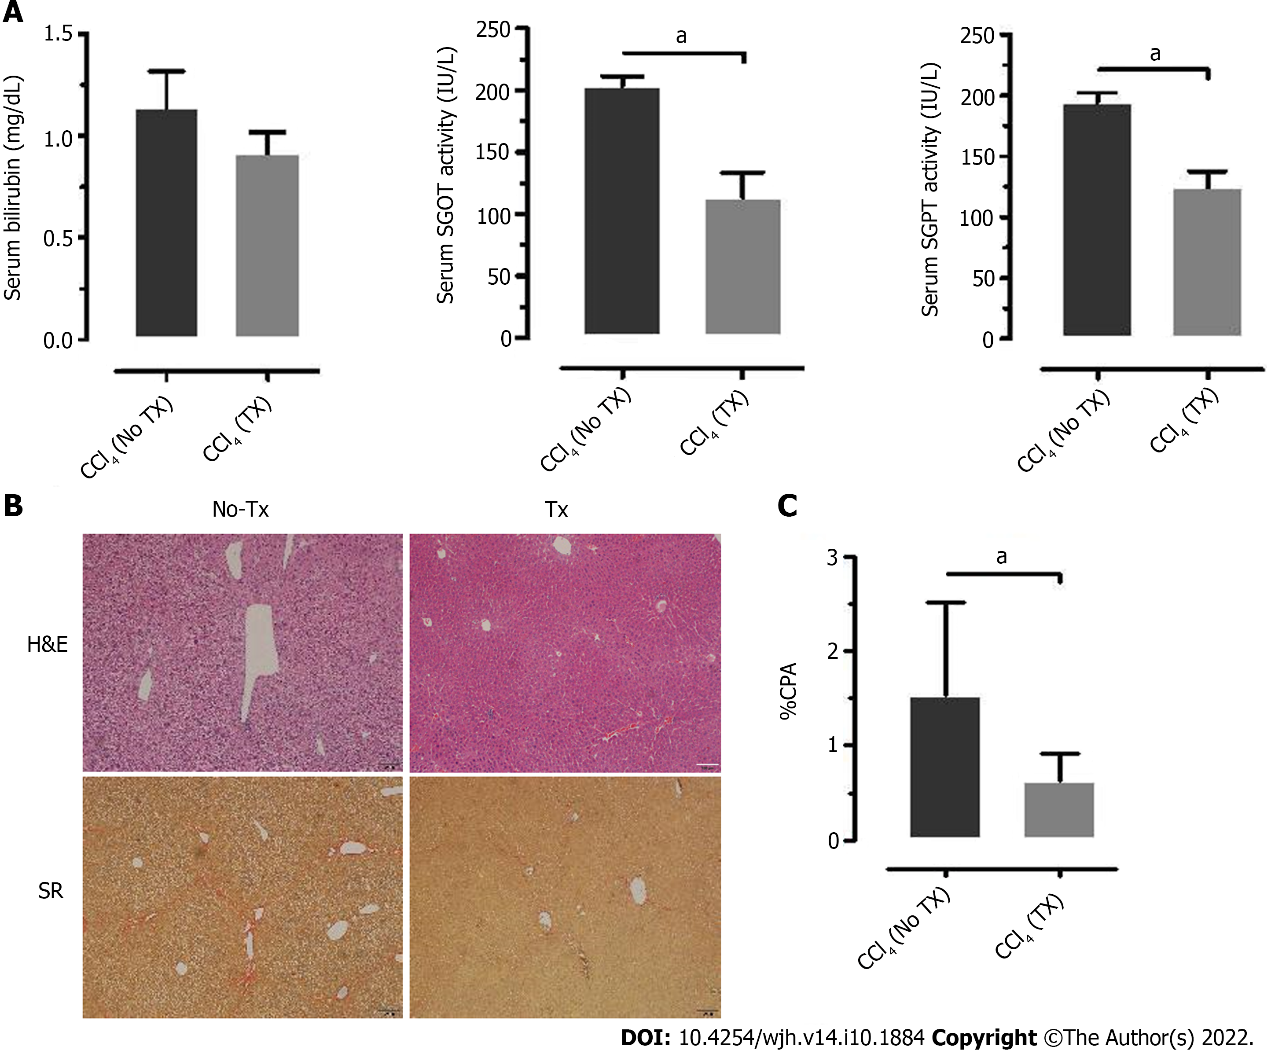 A
Serum bilirubin (mg/dL)
1.5
1.0
0.5
0.0
CCl4 (No TX)
CCl4 (TX)
Serum SGOT activity (IU/L)
250
200
150
100
50
0
a
CCl4 (No TX)
CCl4 (TX)
Serum SGPT activity (IU/L)
250
200
150
100
50
0
a
CCl4 (No TX)
CCl4 (TX)
B
No-Tx
Tx
H&E
SR
C
%CPA
3
2
1
0
a
CCl4 (No TX)
CCl4 (TX)
DOI: 10.4254/wjh.v14.i10.1884 Copyright ©The Author(s) 2022.